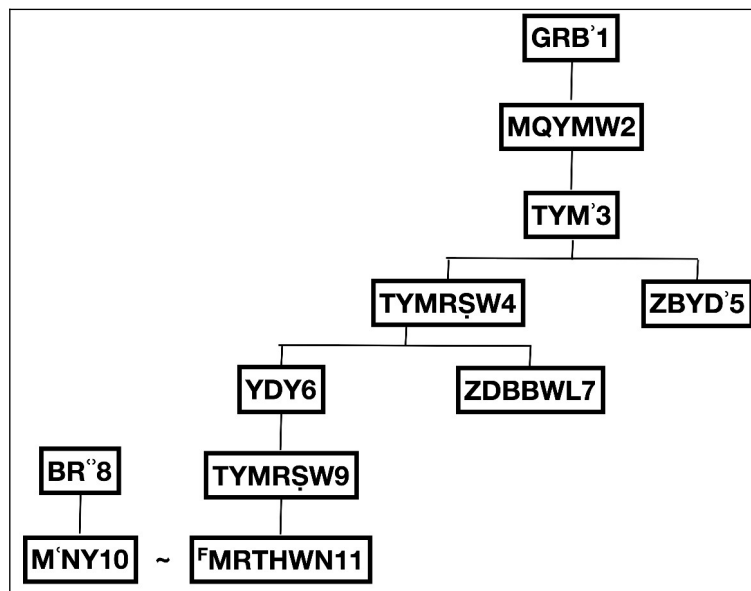 GRBʾ1
MQYMW2
TYMʾ3
TYMRṢW4 ZBYDʾ5
YDY6 ZDBBWL7
BRʿʾ8 TYMRṢW9
MʿNY10 ~ ᶠMRTHWN11